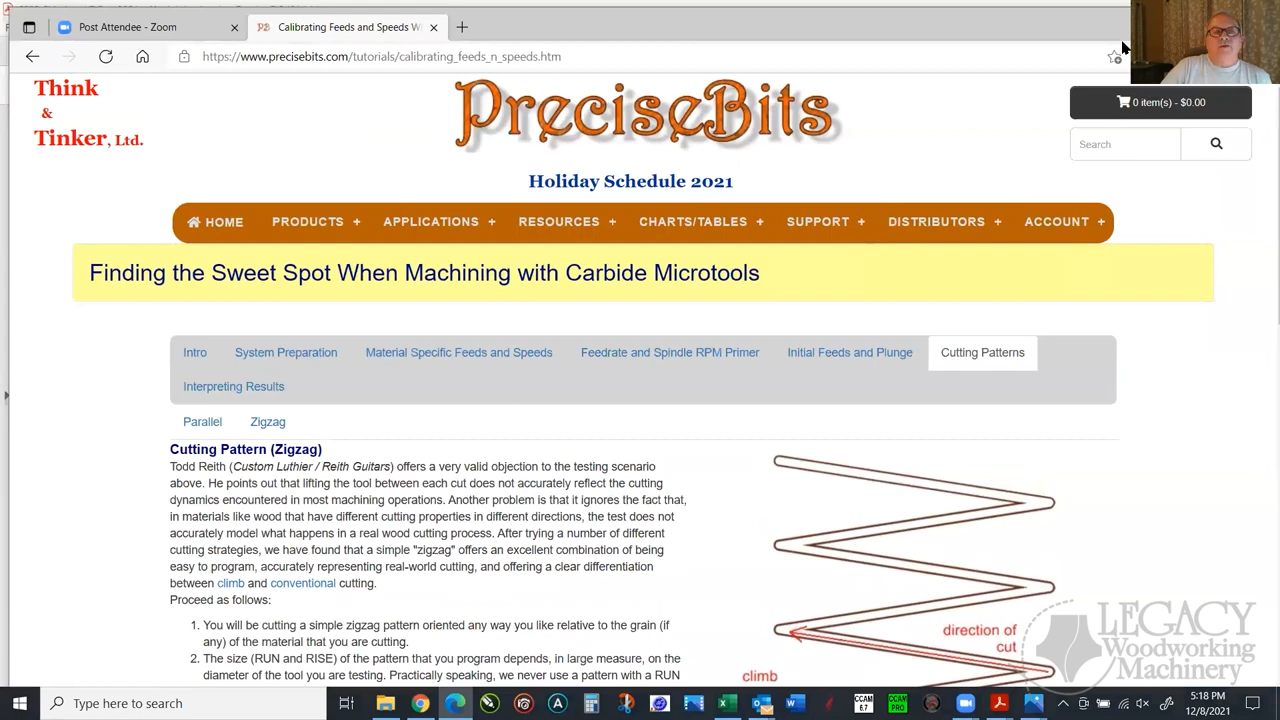 Post Attendee - Zoom
Calibrating Feeds and Speeds W
https://www.precisebits.com/tutorials/calibrating_feeds_n_speeds.htm
Think
&
Tinker, Ltd.
PreciseBits
0 item(s) - $0.00
Search
Holiday Schedule 2021
HOME PRODUCTS + APPLICATIONS + RESOURCES + CHARTS/TABLES + SUPPORT + DISTRIBUTORS + ACCOUNT +
Finding the Sweet Spot When Machining with Carbide Microtools
Intro System Preparation Material Specific Feeds and Speeds Feedrate and Spindle RPM Primer Initial Feeds and Plunge Cutting Patterns
Interpreting Results
Parallel Zigzag
Cutting Pattern (Zigzag)
Todd Reith (Custom Luthier / Reith Guitars) offers a very valid objection to the testing scenario
above. He points out that lifting the tool between each cut does not accurately reflect the cutting
dynamics encountered in most machining operations. Another problem is that it ignores the fact that,
in materials like wood that have different cutting properties in different directions, the test does not
accurately model what happens in a real wood cutting process. After trying a number of different
cutting strategies, we have found that a simple "zigzag" offers an excellent combination of being
easy to program, accurately representing real-world cutting, and offering a clear differentiation
between climb and conventional cutting.
Proceed as follows:
1. You will be cutting a simple zigzag pattern oriented any way you like relative to the grain (if
any) of the material that you are cutting.
2. The size (RUN and RISE) of the pattern that you program depends, in large measure, on the
diameter of the tool you are testing. Practically speaking, we never use a pattern with a RUN
direction of
cut
climb
LEGACY
Woodworking
Machinery
Type here to search
CCAM
6.7
CCAM
PRO
5:18 PM
12/8/2021